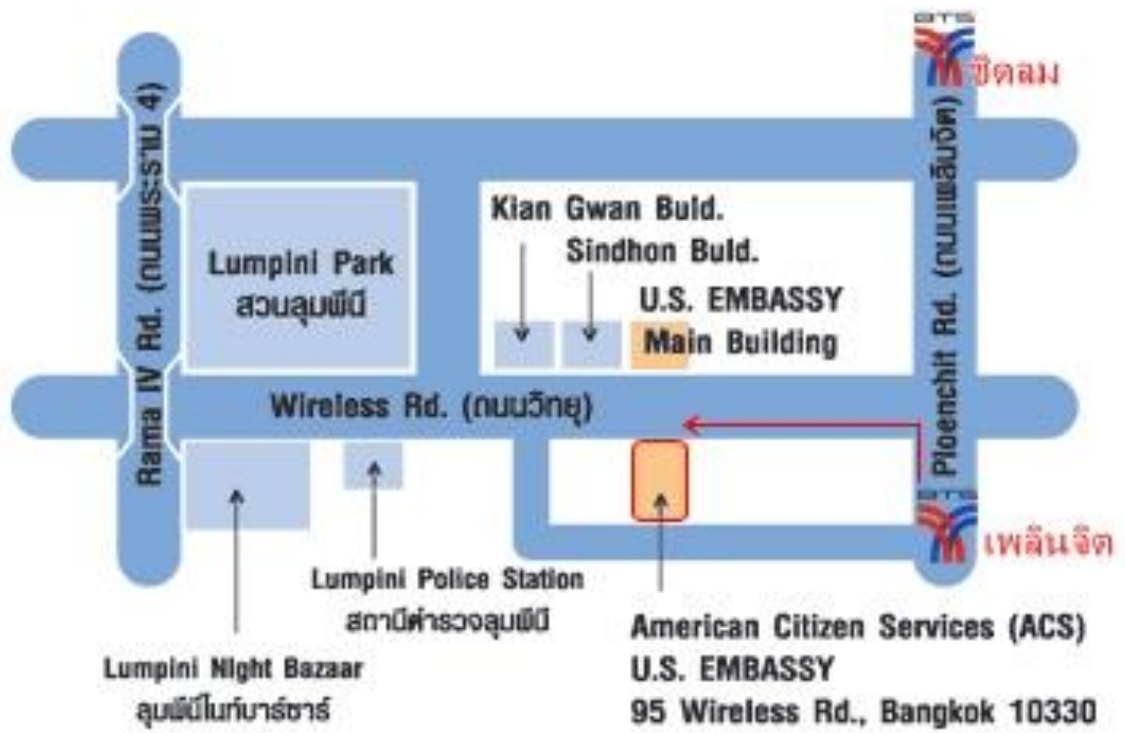 BTS
ชิดลม
Rama IV Rd. (ถนนพระราม 4)
Ploenchit Rd. (ถนนเพลินจิต)
Kian Gwan Buld.
Sindhon Buld.
Lumpini Park
สวนลุมพินี
U.S. EMBASSY
Main Building
Wireless Rd. (ถนนวิทยุ)
BTS
เพลินจิต
Lumpini Police Station
สถานีตำรวจลุมพินี
Lumpini Night Bazaar
ลุมพินีไนท์บาร์ซาร์
American Citizen Services (ACS)
U.S. EMBASSY
95 Wireless Rd., Bangkok 10330